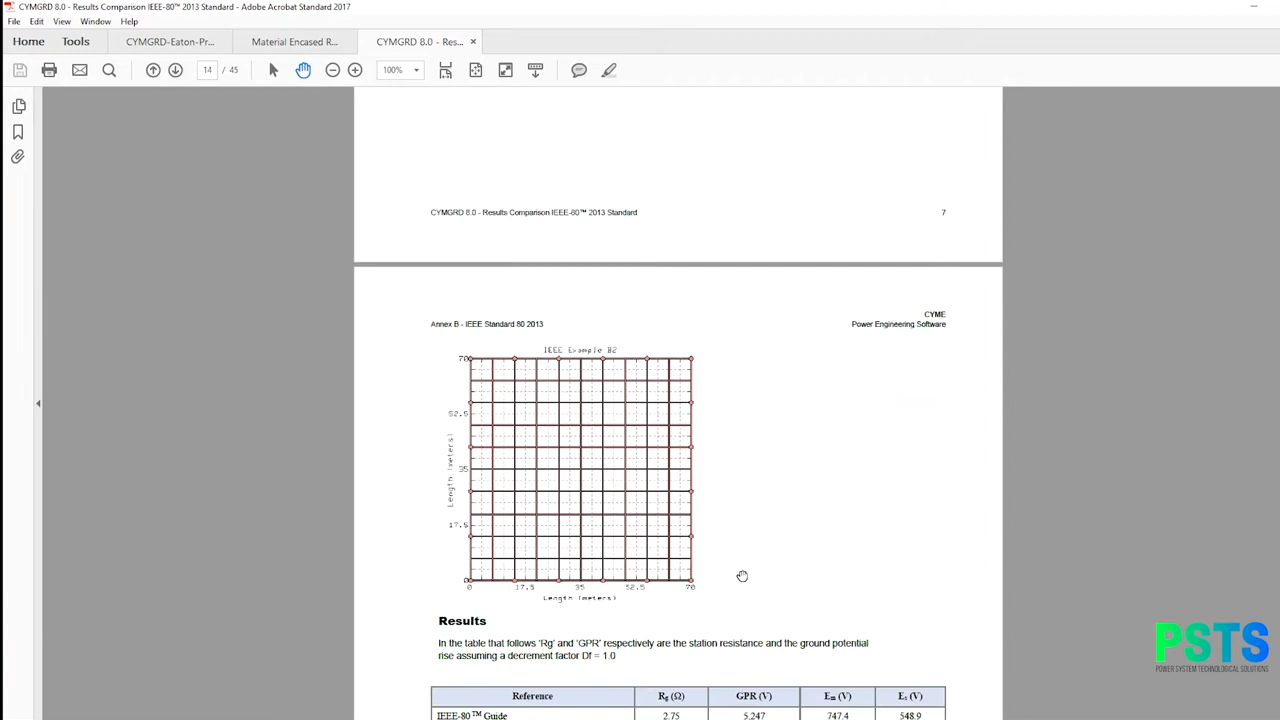 CYMGRD 8.0 - Results Comparison IEEE-80™ 2013 Standard - Adobe Acrobat Standard 2017
File Edit View Window Help
Home Tools CYMGRD-Eaton-Pr... Material Encased R... CYMGRD 8.0 - Res... ×
14 / 45 100%
CYMGRD 8.0 - Results Comparison IEEE-80™ 2013 Standard 7
CYME
Annex B - IEEE Standard 80 2013 Power Engineering Software
IEEE Example B2
70
52.5
Length (meters)
35
17.5
0
0 17.5 35 52.5 70
Length (meters)
Results
In the table that follows 'Rg' and 'GPR' respectively are the station resistance and the ground potential
rise assuming a decrement factor Df = 1.0
Reference Rg (Ω) GPR (V) Em (V) Es (V)
IEEE-80™ Guide 2.75 5,247 747.4 548.9
PSTS
POWER SYSTEM TECHNOLOGICAL SOLUTIONS